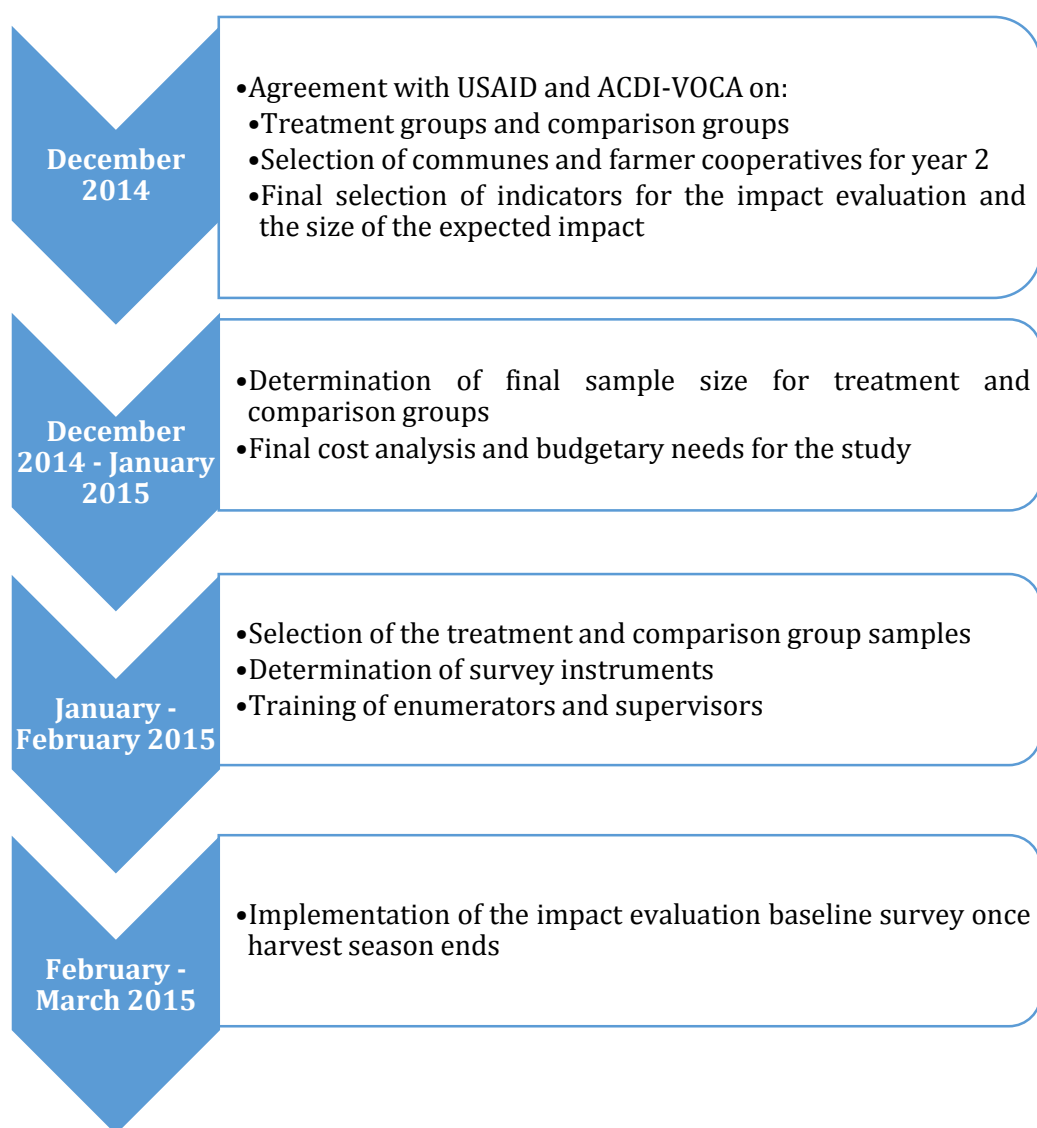 December
2014
•Agreement with USAID and ACDI-VOCA on:
•Treatment groups and comparison groups
•Selection of communes and farmer cooperatives for year 2
•Final selection of indicators for the impact evaluation and
the size of the expected impact
December
2014 - January
2015
•Determination of final sample size for treatment and
comparison groups
•Final cost analysis and budgetary needs for the study
January -
February 2015
•Selection of the treatment and comparison group samples
•Determination of survey instruments
•Training of enumerators and supervisors
February -
March 2015
•Implementation of the impact evaluation baseline survey once
harvest season ends